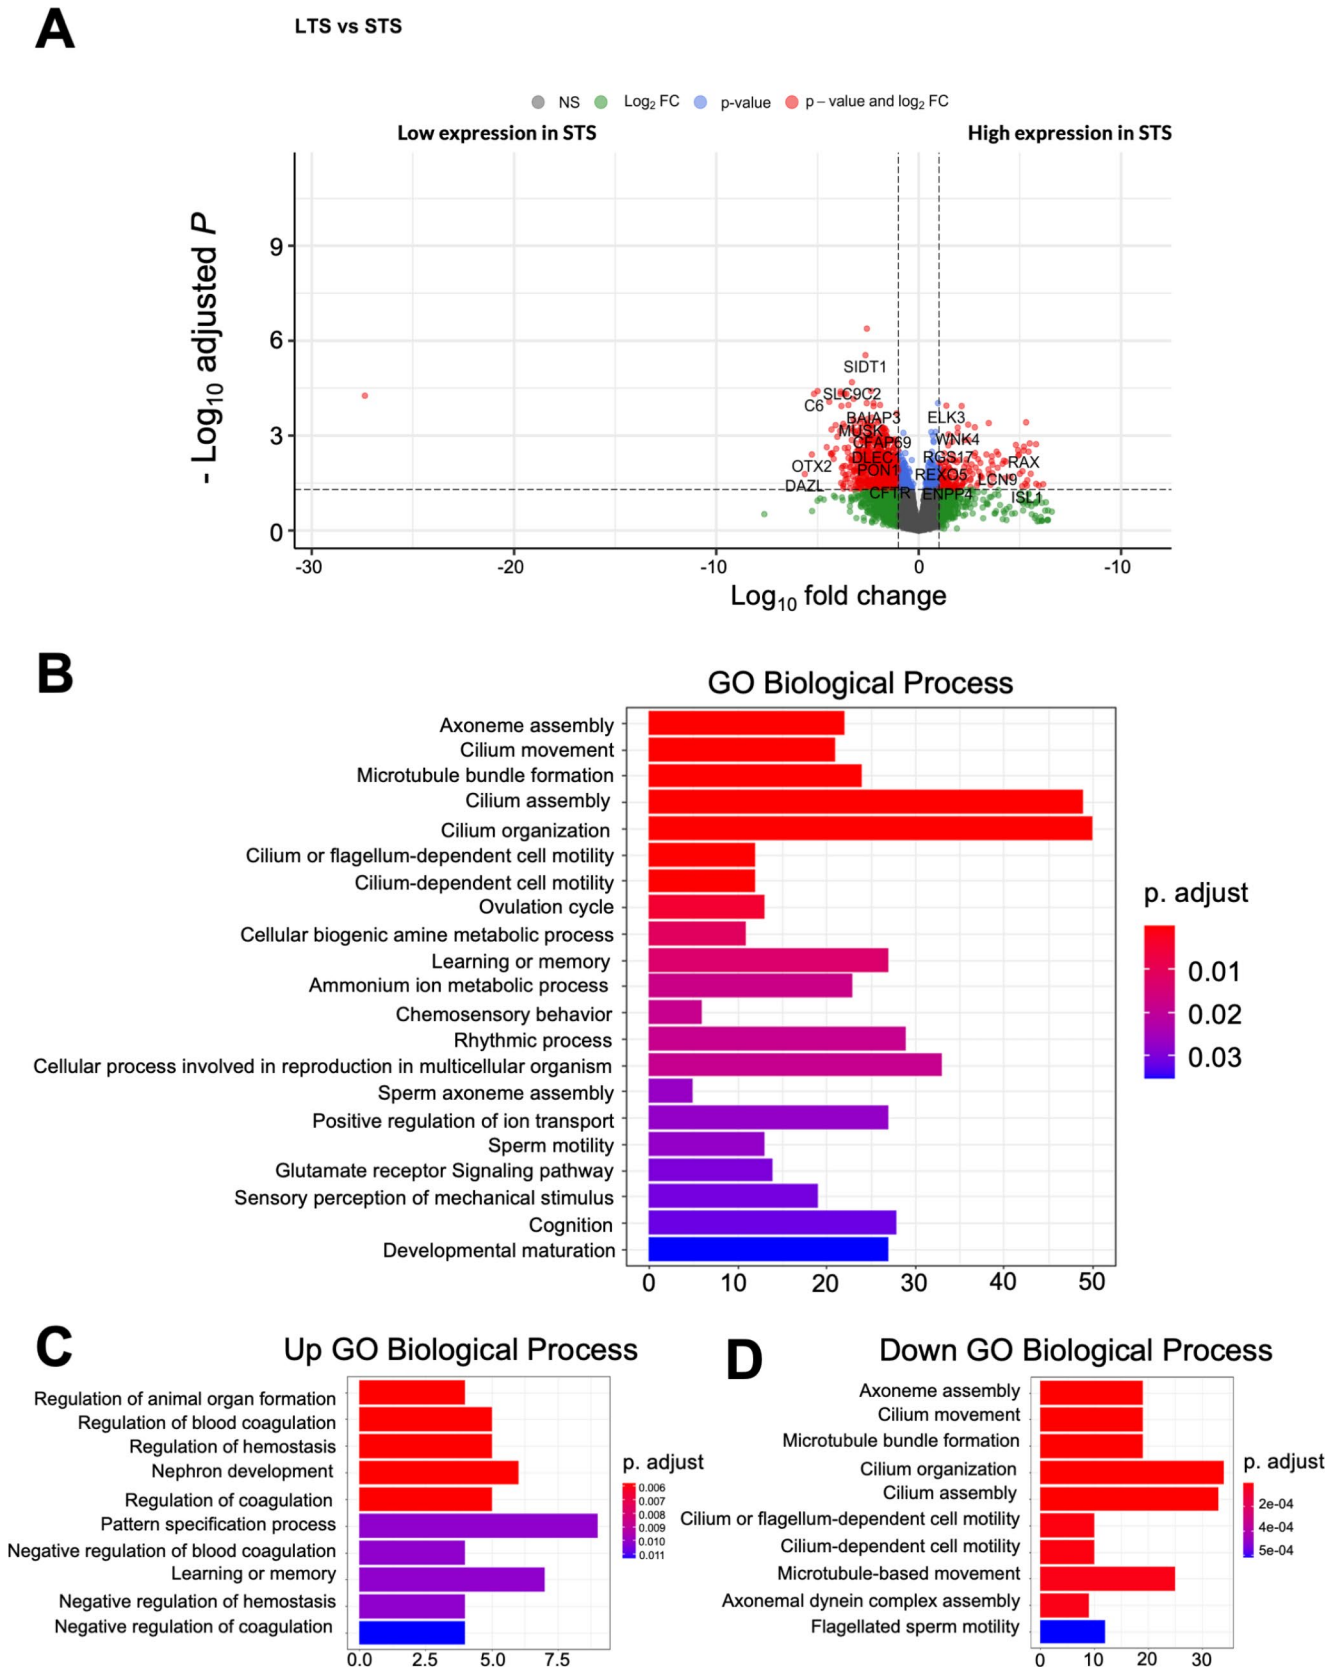 A
LTS vs STS
NS Log2 FC p-value p – value and log2 FC
Low expression in STS High expression in STS
- Log10 adjusted P
9
6
3
0
SIDT1
SLC9C2
C6
BAIAP3
ELK3
MUSK
CFAP69
WNK4
DLEC1
RGS17
OTX2
PON1
RAX
REXO5
DAZL
LCN9
CFTR
ENPP4
ISL1
-30 -20 -10 0 -10
Log10 fold change
B
GO Biological Process
Axoneme assembly
Cilium movement
Microtubule bundle formation
Cilium assembly
Cilium organization
Cilium or flagellum-dependent cell motility
Cilium-dependent cell motility
Ovulation cycle
Cellular biogenic amine metabolic process
Learning or memory
Ammonium ion metabolic process
Chemosensory behavior
Rhythmic process
Cellular process involved in reproduction in multicellular organism
Sperm axoneme assembly
Positive regulation of ion transport
Sperm motility
Glutamate receptor Signaling pathway
Sensory perception of mechanical stimulus
Cognition
Developmental maturation
0 10 20 30 40 50
p. adjust
0.01
0.02
0.03
C
Up GO Biological Process
Regulation of animal organ formation
Regulation of blood coagulation
Regulation of hemostasis
Nephron development
Regulation of coagulation
Pattern specification process
Negative regulation of blood coagulation
Learning or memory
Negative regulation of hemostasis
Negative regulation of coagulation
0.0 2.5 5.0 7.5
p. adjust
0.006
0.007
0.008
0.009
0.010
0.011
D
Down GO Biological Process
Axoneme assembly
Cilium movement
Microtubule bundle formation
Cilium organization
Cilium assembly
Cilium or flagellum-dependent cell motility
Cilium-dependent cell motility
Microtubule-based movement
Axonemal dynein complex assembly
Flagellated sperm motility
0 10 20 30
p. adjust
2e-04
4e-04
5e-04